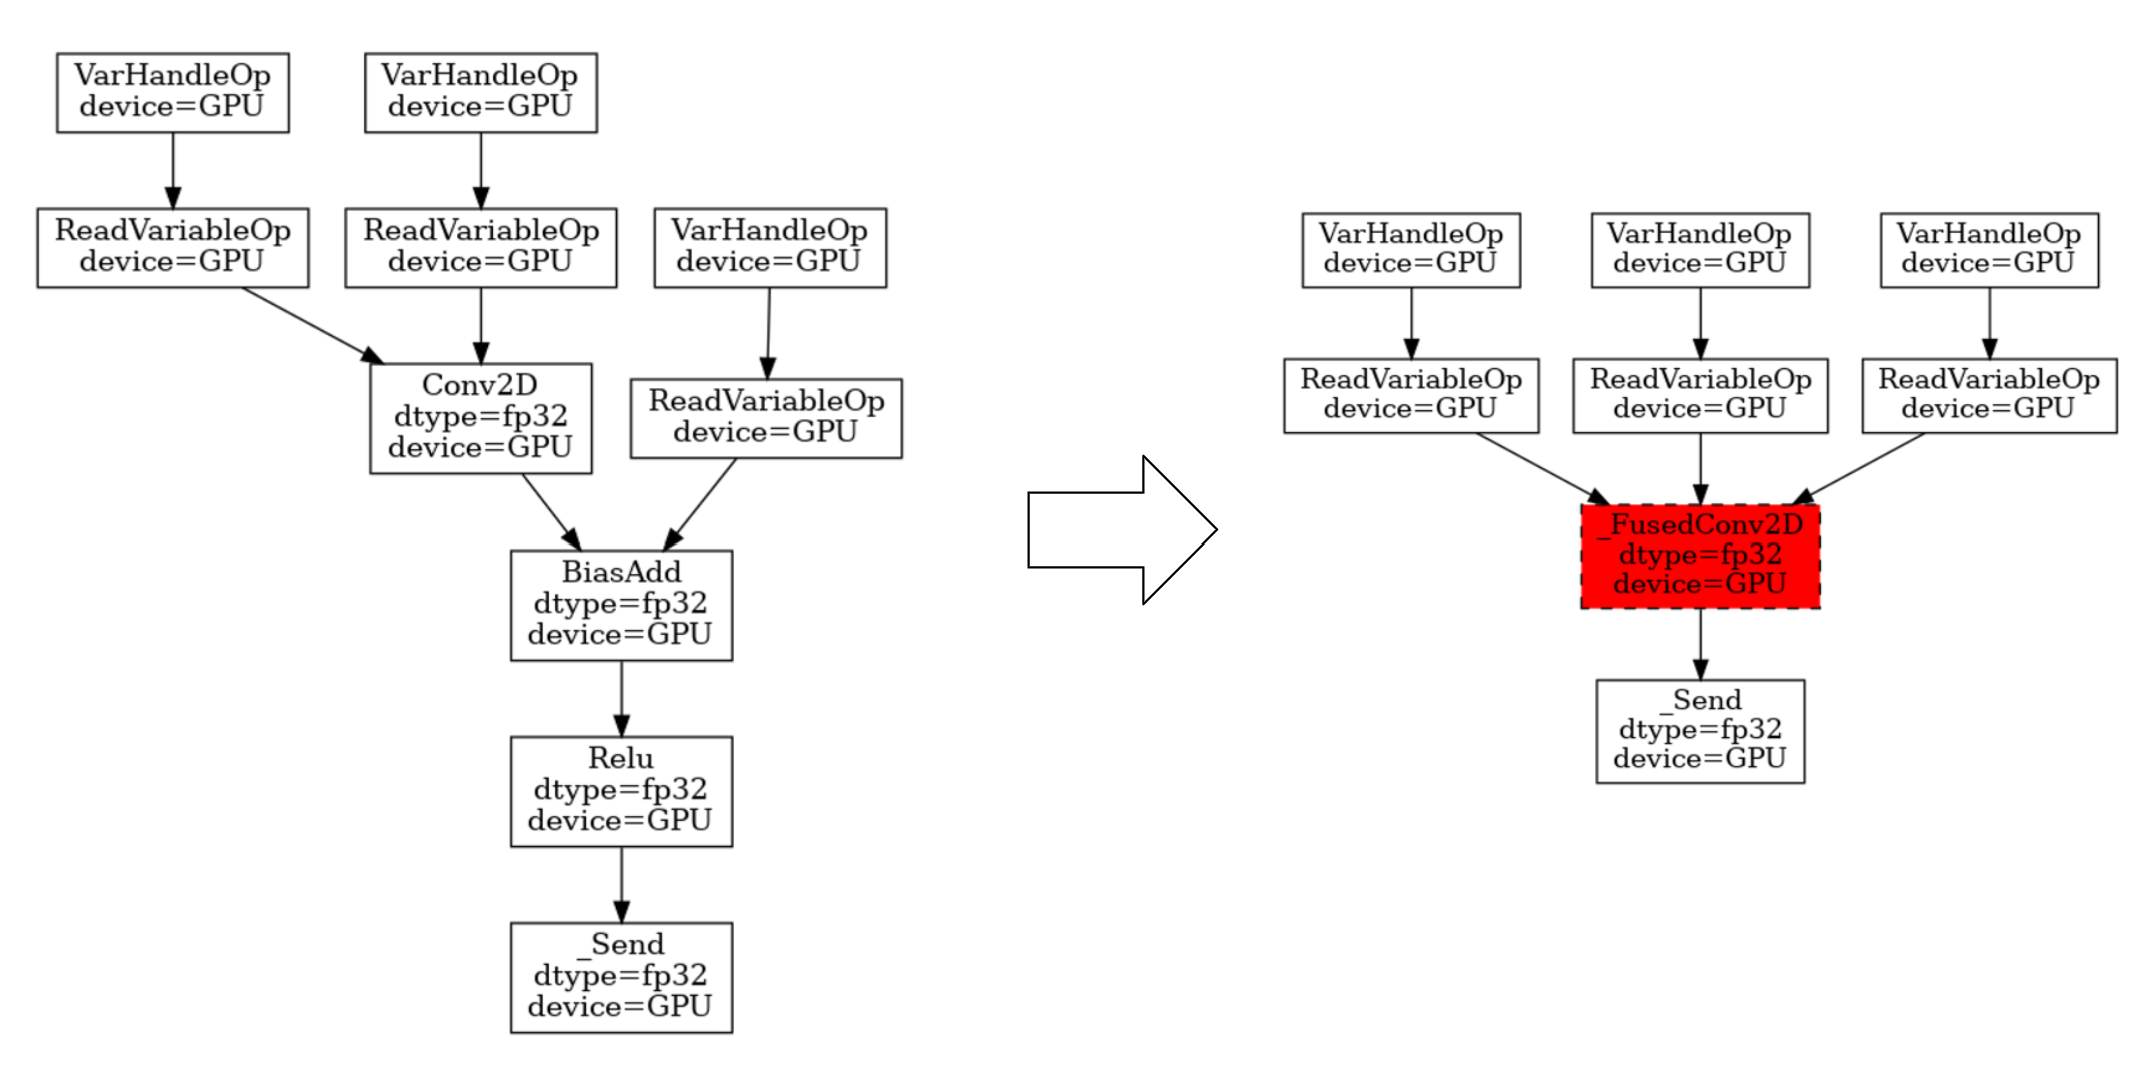 VarHandleOp
device=GPU
VarHandleOp
device=GPU
ReadVariableOp
device=GPU
ReadVariableOp
device=GPU
VarHandleOp
device=GPU
Conv2D
dtype=fp32
device=GPU
ReadVariableOp
device=GPU
BiasAdd
dtype=fp32
device=GPU
Relu
dtype=fp32
device=GPU
_Send
dtype=fp32
device=GPU
VarHandleOp
device=GPU
VarHandleOp
device=GPU
VarHandleOp
device=GPU
ReadVariableOp
device=GPU
ReadVariableOp
device=GPU
ReadVariableOp
device=GPU
_FusedConv2D
dtype=fp32
device=GPU
_Send
dtype=fp32
device=GPU